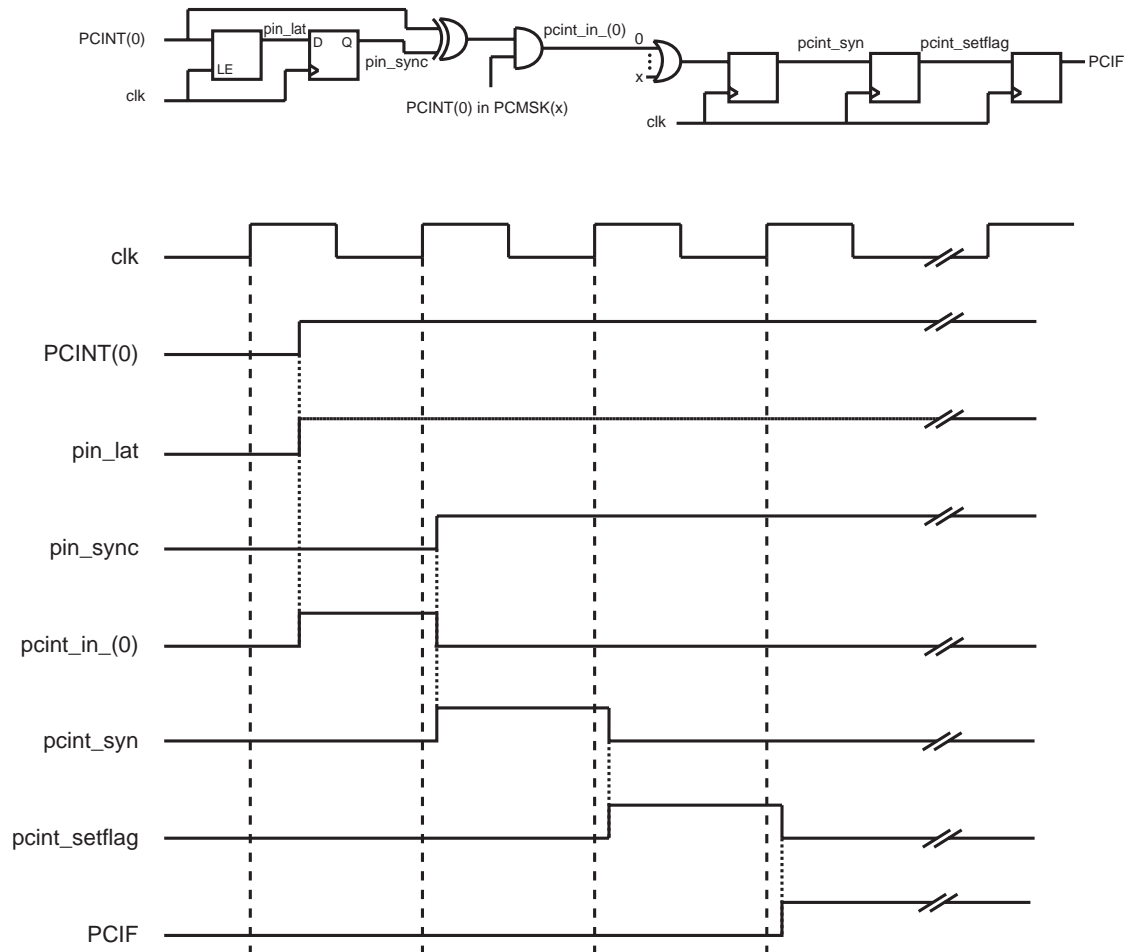 PCINT(0)
pin_lat
D Q
LE
clk
pin_sync
PCINT(0) in PCMSK(x)
pcint_in_(0)
0
x
clk
pcint_syn
pcint_setflag
PCIF
clk
PCINT(0)
pin_lat
pin_sync
pcint_in_(0)
pcint_syn
pcint_setflag
PCIF